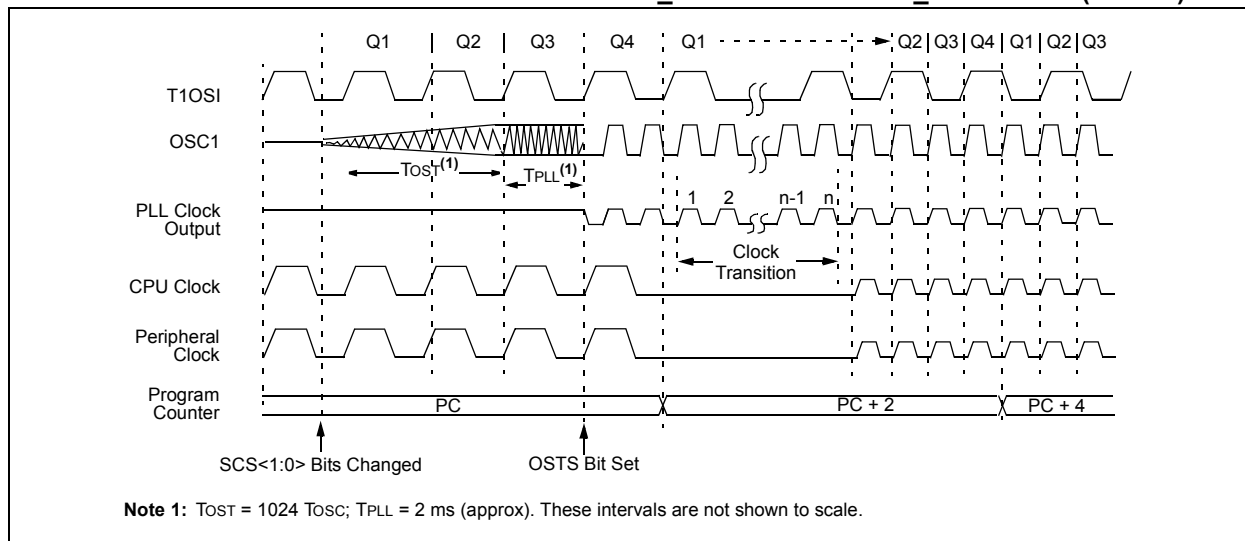 Q1 Q2 Q3 Q4 Q1 Q2 Q3 Q4 Q1 Q2 Q3
T1OSI
OSC1
TOST(1)
TPLL(1)
1 2 n-1 n
PLL Clock
Output
Clock
Transition
CPU Clock
Peripheral
Clock
Program
Counter
PC PC + 2 PC + 4
SCS<1:0> Bits Changed OSTS Bit Set
Note 1: TOST = 1024 TOSC; TPLL = 2 ms (approx). These intervals are not shown to scale.